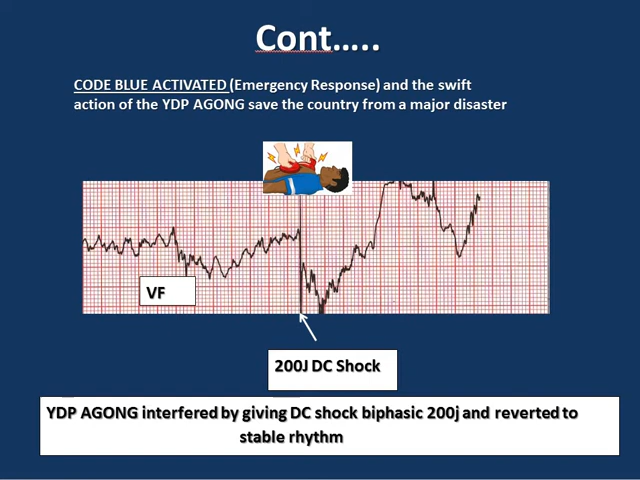 Cont…..
CODE BLUE ACTIVATED (Emergency Response) and the swift
action of the YDP AGONG save the country from a major disaster
VF
200J DC Shock
YDP AGONG interfered by giving DC shock biphasic 200j and reverted to
stable rhythm